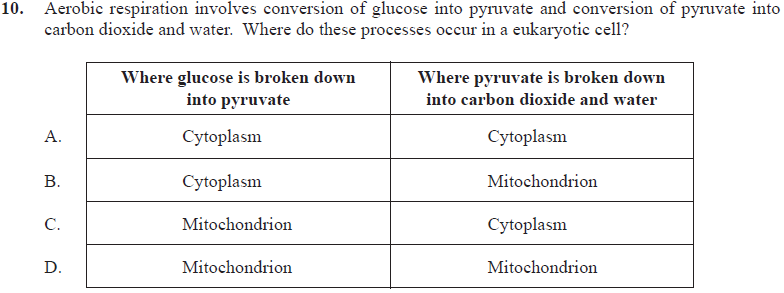 10. Aerobic respiration involves conversion of glucose into pyruvate and conversion of pyruvate into
carbon dioxide and water. Where do these processes occur in a eukaryotic cell?
Where glucose is broken down
into pyruvate
Where pyruvate is broken down
into carbon dioxide and water
A. Cytoplasm Cytoplasm
B. Cytoplasm Mitochondrion
C. Mitochondrion Cytoplasm
D. Mitochondrion Mitochondrion